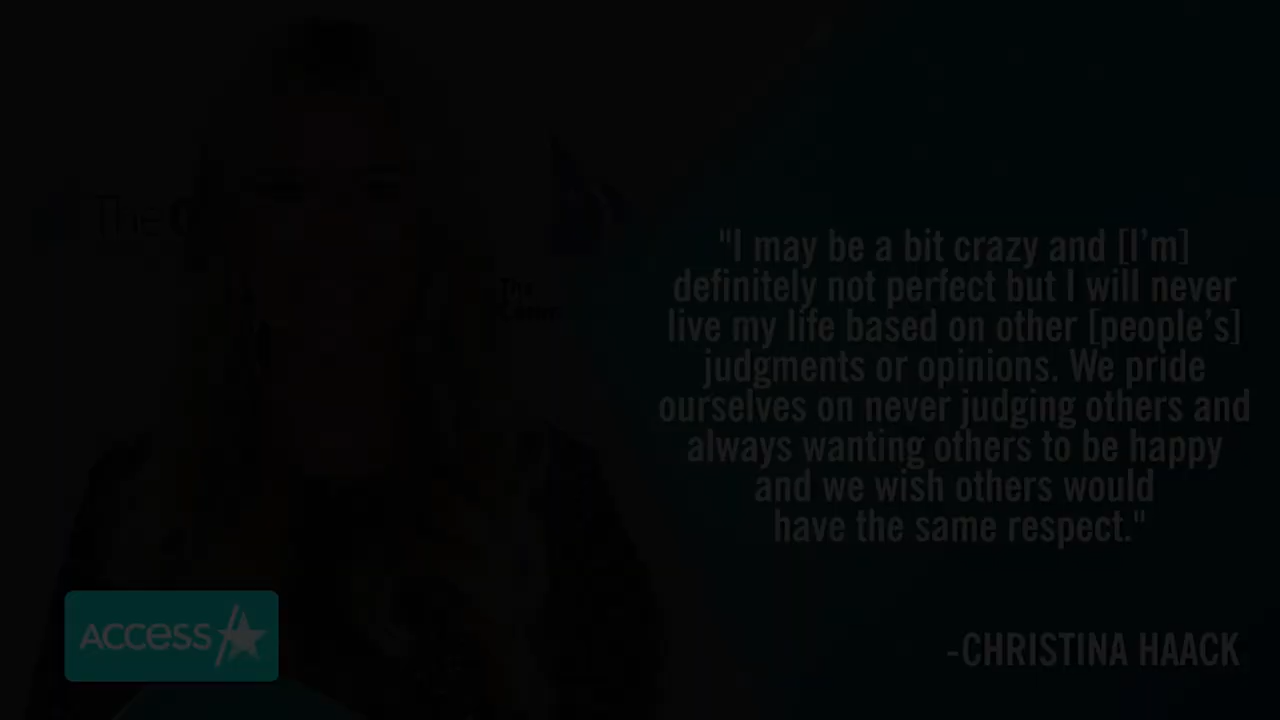 The
The
"I may be a bit crazy and [I'm]
definitely not perfect but I will never
live my life based on other [people's]
judgments or opinions. We pride
ourselves on never judging others and
always wanting others to be happy
and we wish others would
have the same respect."
ACCESS
-CHRISTINA HAACK